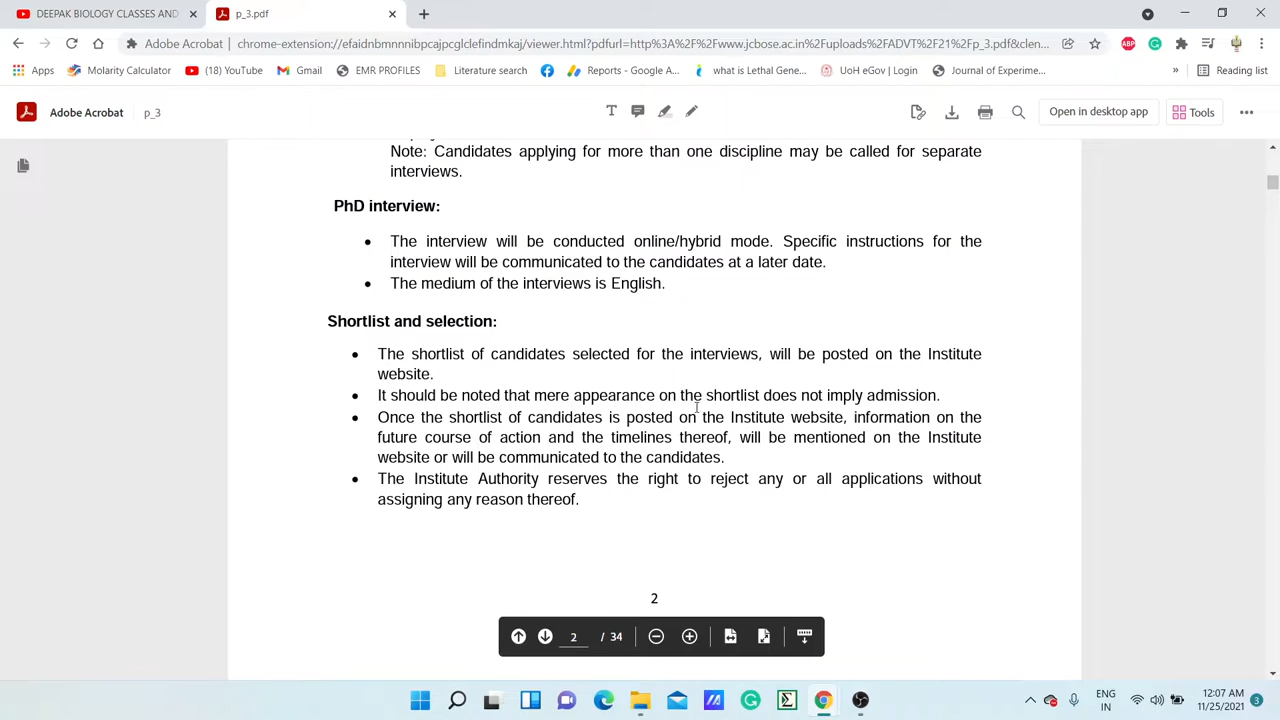 DEEPAK BIOLOGY CLASSES AND
p_3.pdf
Adobe Acrobat
chrome-extension://efaidnbmnnnibpcajpcglclefindmkaj/viewer.html?pdfurl=http%3A%2F%2Fwww.jcbose.ac.in%2Fuploads%2FADVT%2F21%2Fp_3.pdf&clen...
ABP
Apps
Molarity Calculator
(18) YouTube
Gmail
EMR PROFILES
Literature search
Reports - Google A...
what is Lethal Gene...
UoH eGov | Login
Journal of Experime...
»
Reading list
Adobe Acrobat
p_3
Open in desktop app
Tools
Note: Candidates applying for more than one discipline may be called for separate
interviews.
PhD interview:
• The interview will be conducted online/hybrid mode. Specific instructions for the
interview will be communicated to the candidates at a later date.
• The medium of the interviews is English.
Shortlist and selection:
• The shortlist of candidates selected for the interviews, will be posted on the Institute
website.
• It should be noted that mere appearance on the shortlist does not imply admission.
• Once the shortlist of candidates is posted on the Institute website, information on the
future course of action and the timelines thereof, will be mentioned on the Institute
website or will be communicated to the candidates.
• The Institute Authority reserves the right to reject any or all applications without
assigning any reason thereof.
2
2 / 34
ENG
IN
12:07 AM
11/25/2021
3